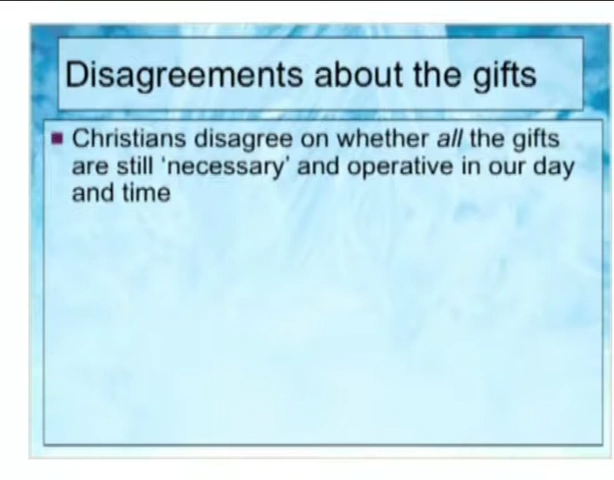 Disagreements about the gifts
Christians disagree on whether all the gifts
are still 'necessary' and operative in our day
and time